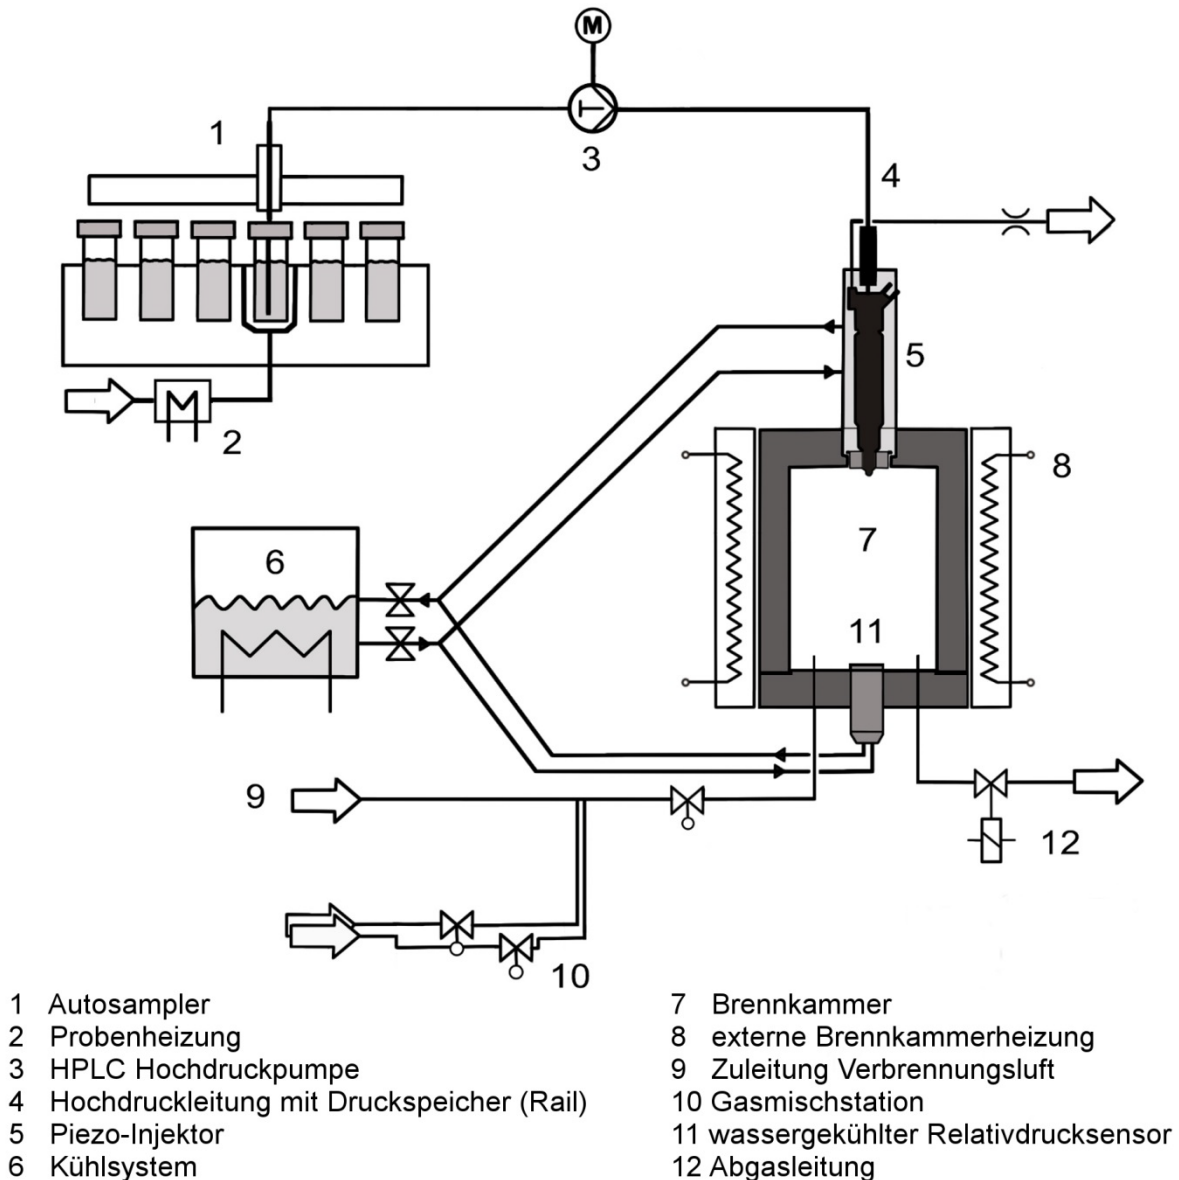 M
1
3
4
2
5
8
6
7
11
9
12
10
1 Autosampler
2 Probenheizung
3 HPLC Hochdruckpumpe
4 Hochdruckleitung mit Druckspeicher (Rail)
5 Piezo-Injektor
6 Kühlsystem
7 Brennkammer
8 externe Brennkammerheizung
9 Zuleitung Verbrennungsluft
10 Gasmischstation
11 wassergekühlter Relativdrucksensor
12 Abgasleitung